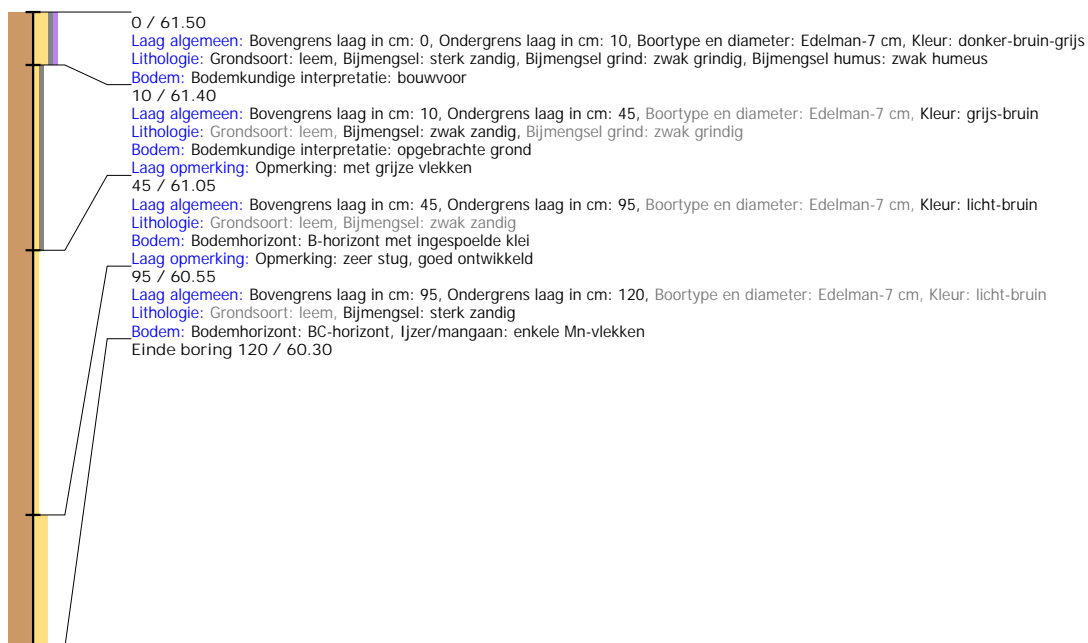 0 / 61.50
Laag algemeen: Bovengrens laag in cm: 0, Ondergrens laag in cm: 10, Boortype en diameter: Edelman-7 cm, Kleur: donker-bruin-grijs
Lithologie: Grondsoort: leem, Bijmengsel: sterk zandig, Bijmengsel grind: zwak grindig, Bijmengsel humus: zwak humeus
Bodem: Bodemkundige interpretatie: bouwvoor
10 / 61.40
Laag algemeen: Bovengrens laag in cm: 10, Ondergrens laag in cm: 45, Boortype en diameter: Edelman-7 cm, Kleur: grijs-bruin
Lithologie: Grondsoort: leem, Bijmengsel: zwak zandig, Bijmengsel grind: zwak grindig
Bodem: Bodemkundige interpretatie: opgebrachte grond
Laag opmerking: Opmerking: met grijze vlekken
45 / 61.05
Laag algemeen: Bovengrens laag in cm: 45, Ondergrens laag in cm: 95, Boortype en diameter: Edelman-7 cm, Kleur: licht-bruin
Lithologie: Grondsoort: leem, Bijmengsel: zwak zandig
Bodem: Bodemhorizont: B-horizont met ingespoelde klei
Laag opmerking: Opmerking: zeer stug, goed ontwikkeld
95 / 60.55
Laag algemeen: Bovengrens laag in cm: 95, Ondergrens laag in cm: 120, Boortype en diameter: Edelman-7 cm, Kleur: licht-bruin
Lithologie: Grondsoort: leem, Bijmengsel: sterk zandig
Bodem: Bodemhorizont: BC-horizont, Ijzer/mangaan: enkele Mn-vlekken
Einde boring 120 / 60.30